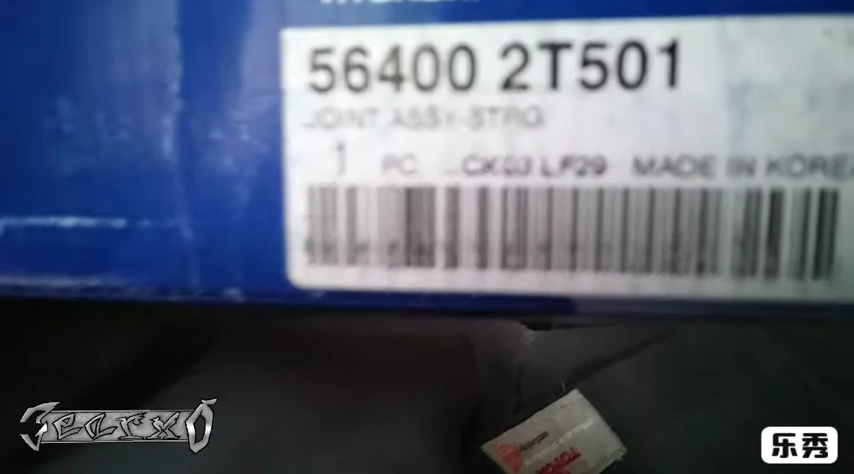 56400 2T501
JOINT ASSY-STRG
1 PC. CK03 LF29 MADE IN KOREA
乐秀